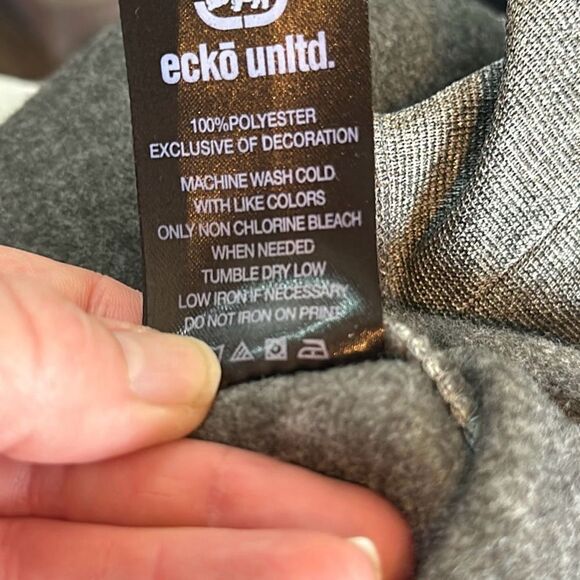 eckō unltd.
100%POLYESTER
EXCLUSIVE OF DECORATION
MACHINE WASH COLD
WITH LIKE COLORS
ONLY NON CHLORINE BLEACH
WHEN NEEDED
TUMBLE DRY LOW
LOW IRON IF NECESSARY
DO NOT IRON ON PRINT